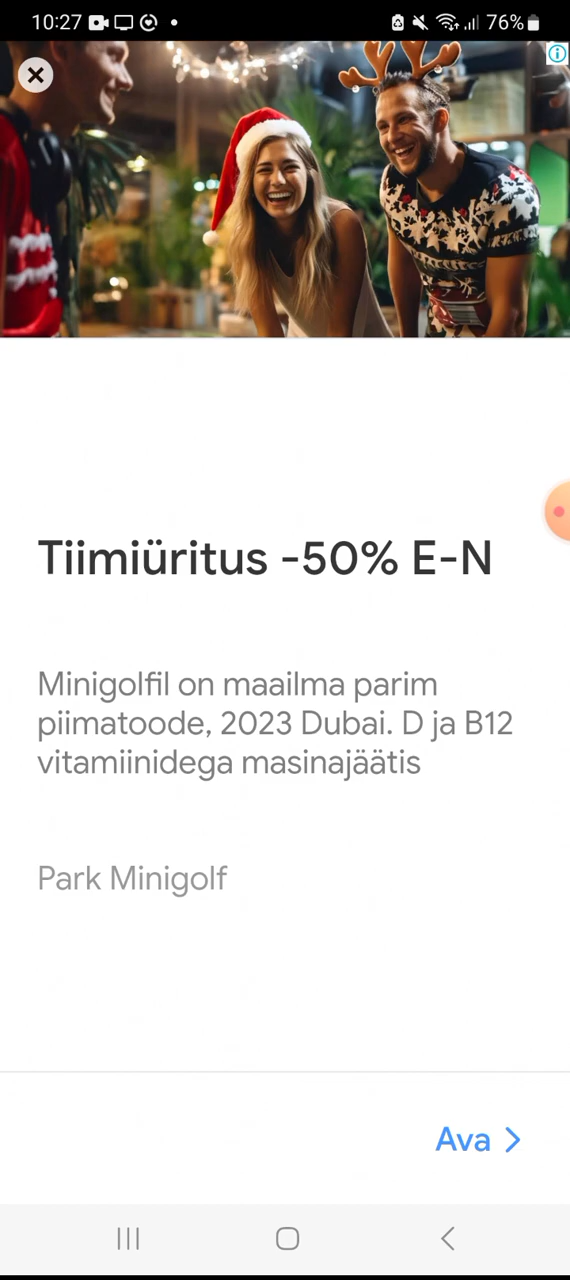 10:27
76%
Tiimiüritus -50% E-N
Minigolfil on maailma parim
piimatoode, 2023 Dubai. D ja B12
vitamiinidega masinajäätis
Park Minigolf
Ava